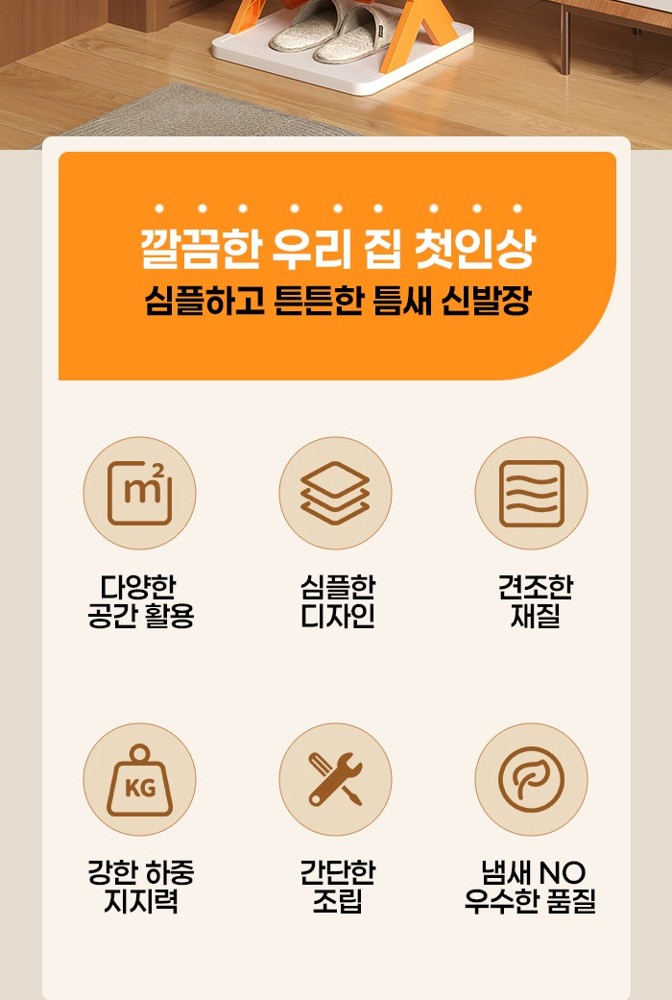 깔끔한 우리 집 첫인상
심플하고 튼튼한 틈새 신발장
m²
다양한
공간 활용
심플한
디자인
견조한
재질
KG
강한 하중
지지력
간단한
조립
냄새 NO
우수한 품질